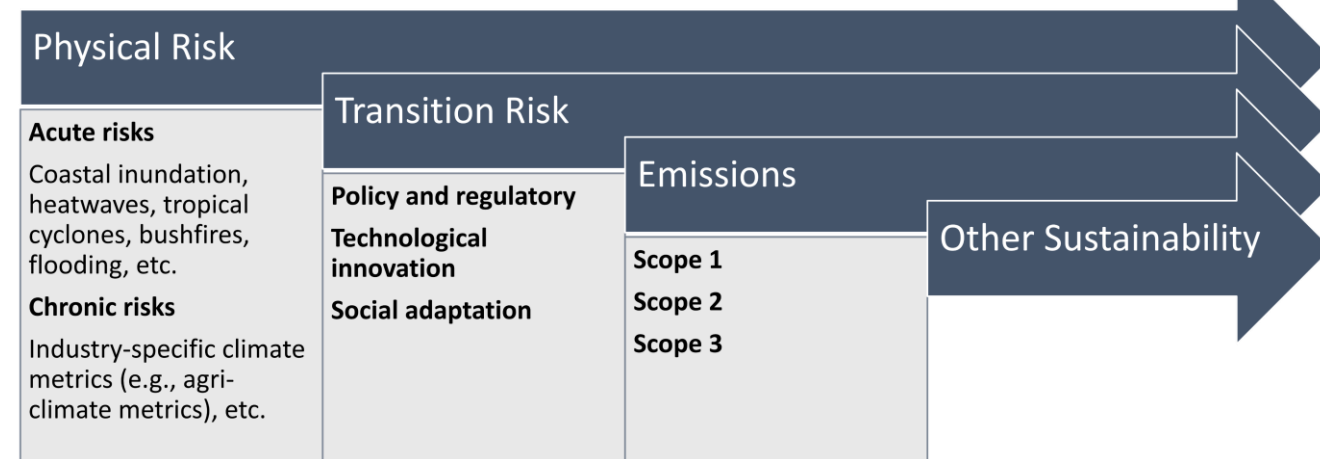 Physical Risk
Acute risks
Coastal inundation,
heatwaves, tropical
cyclones, bushfires,
flooding, etc.
Chronic risks
Industry-specific climate
metrics (e.g., agri-
climate metrics), etc.
Transition Risk
Policy and regulatory
Technological
innovation
Social adaptation
Emissions
Scope 1
Scope 2
Scope 3
Other Sustainability